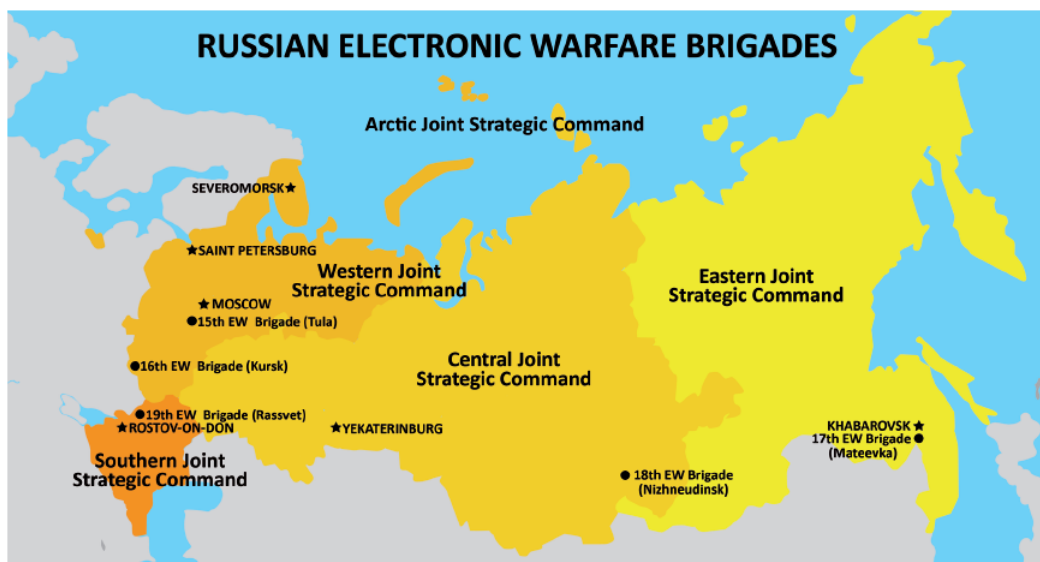 RUSSIAN ELECTRONIC WARFARE BRIGADES
Arctic Joint Strategic Command
SEVEROMORSK
SAINT PETERSBURG
Western Joint
Strategic Command
Eastern Joint
Strategic Command
MOSCOW
15th EW Brigade (Tula)
Central Joint
Strategic Command
16th EW Brigade (Kursk)
19th EW Brigade (Rassvet)
ROSTOV-ON-DON
YEKATERINBURG
KHABAROVSK
17th EW Brigade
(Mateevka)
Southern Joint
Strategic Command
18th EW Brigade
(Nizhneudinsk)